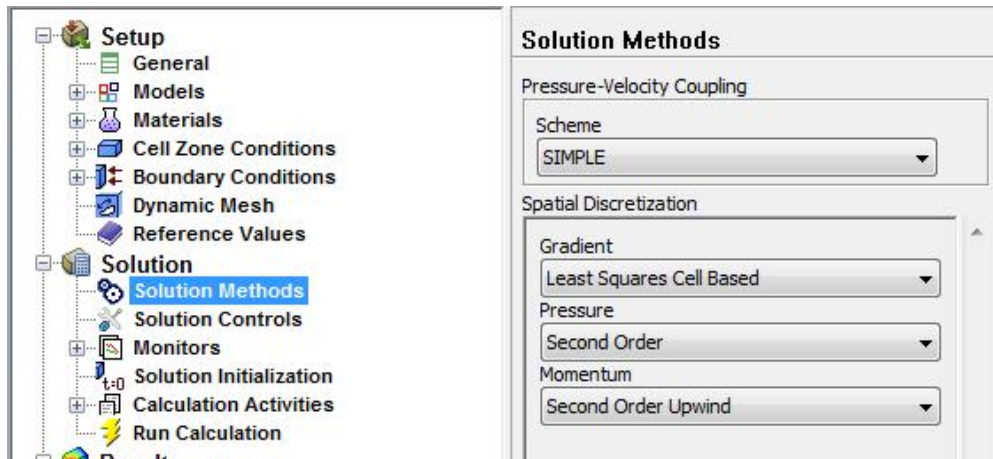 Setup
General
Models
Materials
Cell Zone Conditions
Boundary Conditions
Dynamic Mesh
Reference Values
Solution
Solution Methods
Solution Controls
Monitors
t=0
Solution Initialization
Calculation Activities
Run Calculation
Solution Methods
Pressure-Velocity Coupling
Scheme
SIMPLE
Spatial Discretization
Gradient
Least Squares Cell Based
Pressure
Second Order
Momentum
Second Order Upwind